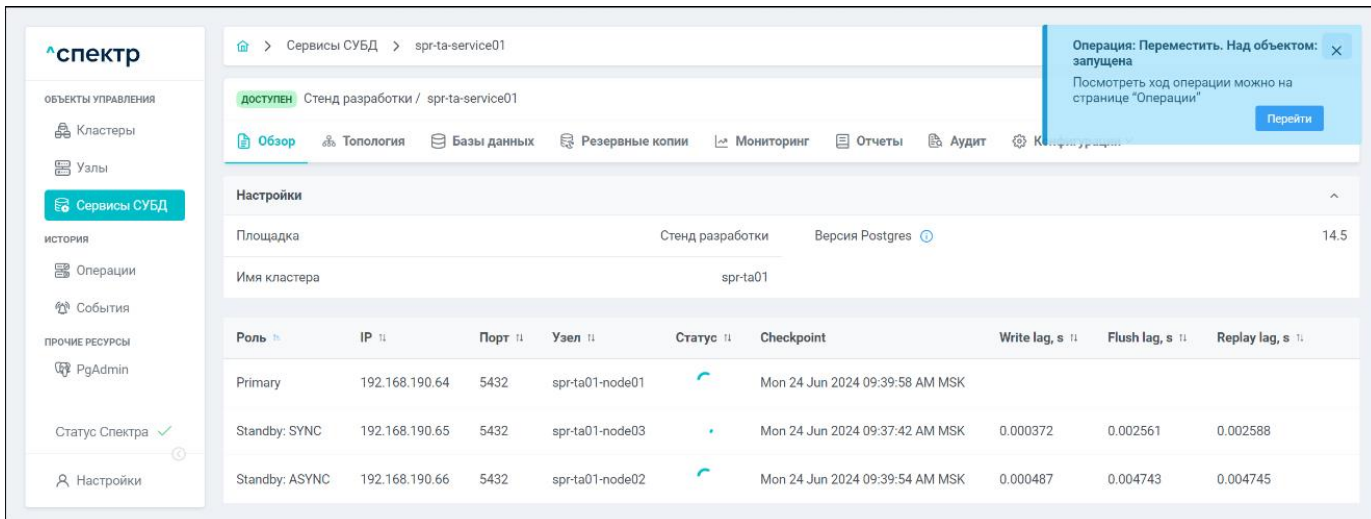 ^спектр
ОБЪЕКТЫ УПРАВЛЕНИЯ
Кластеры
Узлы
Сервисы СУБД
ИСТОРИЯ
Операции
События
ПРОЧИЕ РЕСУРСЫ
PgAdmin
Статус Спектра
Настройки
> Сервисы СУБД > spr-ta-service01
ДОСТУПЕН Стенд разработки / spr-ta-service01
Обзор Топология Базы данных Резервные копии Мониторинг Отчеты Аудит
Операция: Переместить. Над объектом:
запущена
Посмотреть ход операции можно на
странице "Операции"
Перейти
Настройки
Площадка Стенд разработки Версия Postgres 14.5
Имя кластера spr-ta01
Роль IP Порт Узел Статус Checkpoint Write lag, s Flush lag, s Replay lag, s
Primary 192.168.190.64 5432 spr-ta01-node01 Mon 24 Jun 2024 09:39:58 AM MSK
Standby: SYNC 192.168.190.65 5432 spr-ta01-node03 Mon 24 Jun 2024 09:37:42 AM MSK 0.000372 0.002561 0.002588
Standby: ASYNC 192.168.190.66 5432 spr-ta01-node02 Mon 24 Jun 2024 09:39:54 AM MSK 0.000487 0.004743 0.004745